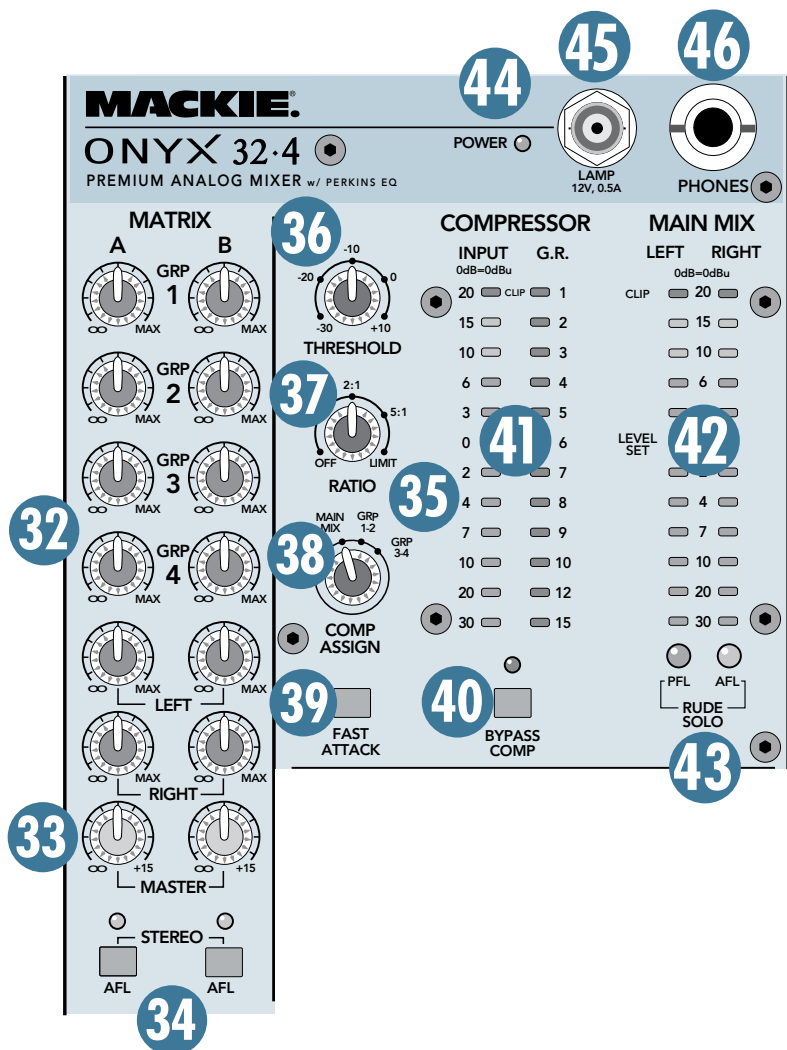 44
45
46
MACKIE.
ONYX 32·4
PREMIUM ANALOG MIXER w/ PERKINS EQ
POWER
LAMP
12V, 0.5A
PHONES
MATRIX
A B
GRP
1
∞ MAX ∞ MAX
GRP
2
∞ MAX ∞ MAX
32
GRP
3
∞ MAX ∞ MAX
GRP
4
∞ MAX ∞ MAX
∞ MAX ∞ MAX
LEFT
∞ MAX ∞ MAX
RIGHT
33
∞ +15 ∞ +15
MASTER
STEREO
AFL AFL
34
36
-10
-20 0
-30 +10
THRESHOLD
37
2:1
5:1
OFF LIMIT
RATIO
35
38
MAIN MIX
GRP 1-2
GRP 3-4
COMP
ASSIGN
39
FAST
ATTACK
COMPRESSOR
INPUT G.R.
0dB=0dBu
20 CLIP 1
15 2
10 3
6 4
3 5
0 41 6
2 7
4 8
7 9
10 10
20 12
30 15
40
BYPASS
COMP
MAIN MIX
LEFT RIGHT
0dB=0dBu
CLIP 20
15
10
6
LEVEL
SET
42
4
7
10
20
30
PFL AFL
RUDE
SOLO
43